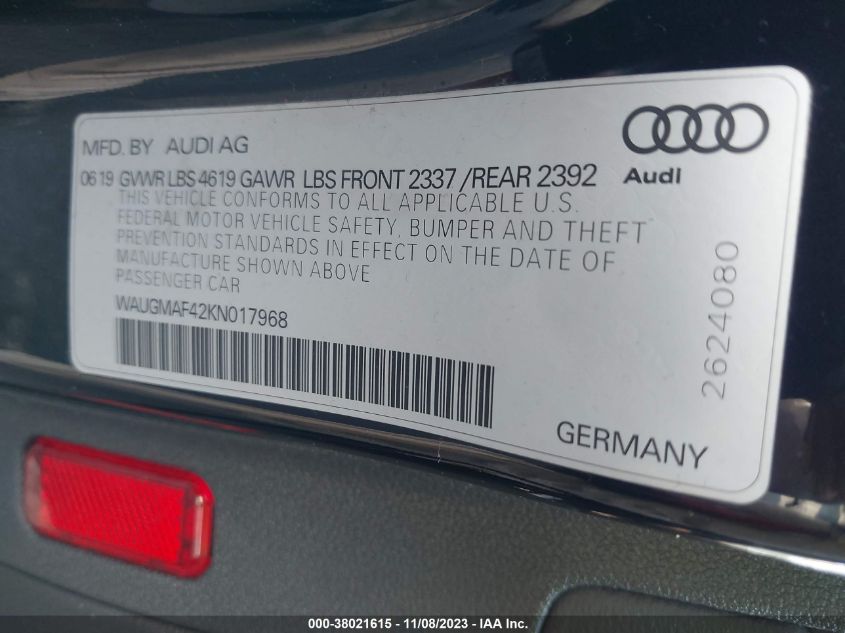 MFD. BY AUDI AG
06 19 GVWR LBS 4619 GAWR LBS FRONT 2337 / REAR 2392
THIS VEHICLE CONFORMS TO ALL APPLICABLE U.S.
FEDERAL MOTOR VEHICLE SAFETY, BUMPER AND THEFT
PREVENTION STANDARDS IN EFFECT ON THE DATE OF
MANUFACTURE SHOWN ABOVE
PASSENGER CAR
WAUGMAF42KN017968
Audi
2624080
GERMANY
000-38021615 - 11/08/2023 - IAA Inc.